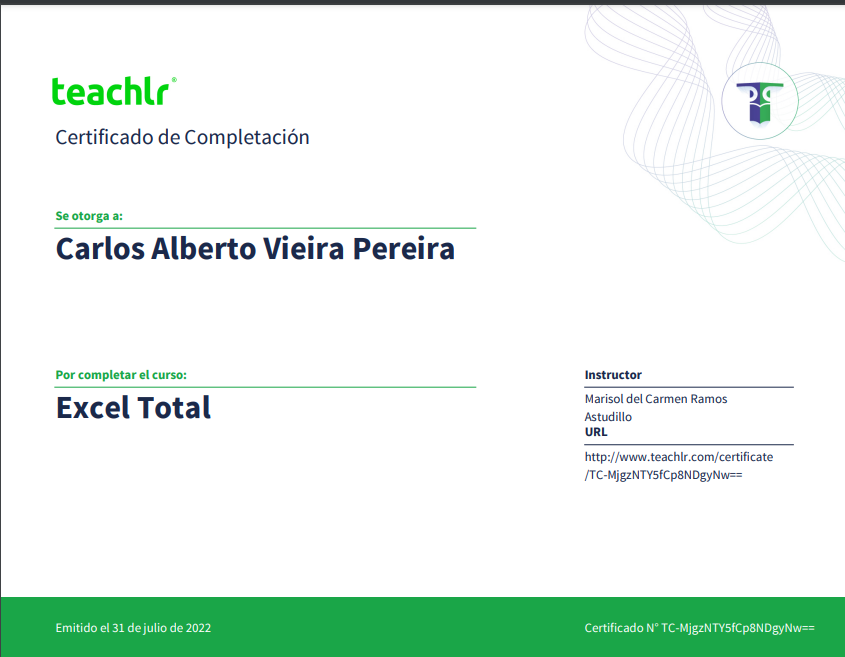 teachlr®
Certificado de Completación
Se otorga a:
Carlos Alberto Vieira Pereira
Por completar el curso:
Excel Total
Instructor
Marisol del Carmen Ramos
Astudillo
URL
http://www.teachlr.com/certificate
/TC-MjgzNTY5fCp8NDgyNw==
Emitido el 31 de julio de 2022
Certificado N° TC-MjgzNTY5fCp8NDgyNw==